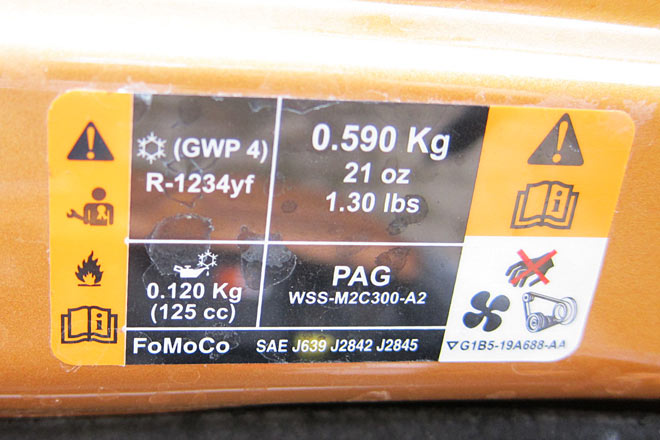 (GWP 4)
R-1234yf
0.590 Kg
21 oz
1.30 lbs
0.120 Kg
(125 cc)
PAG
WSS-M2C300-A2
FoMoCo
SAE J639 J2842 J2845
G1B5-19A688-AA